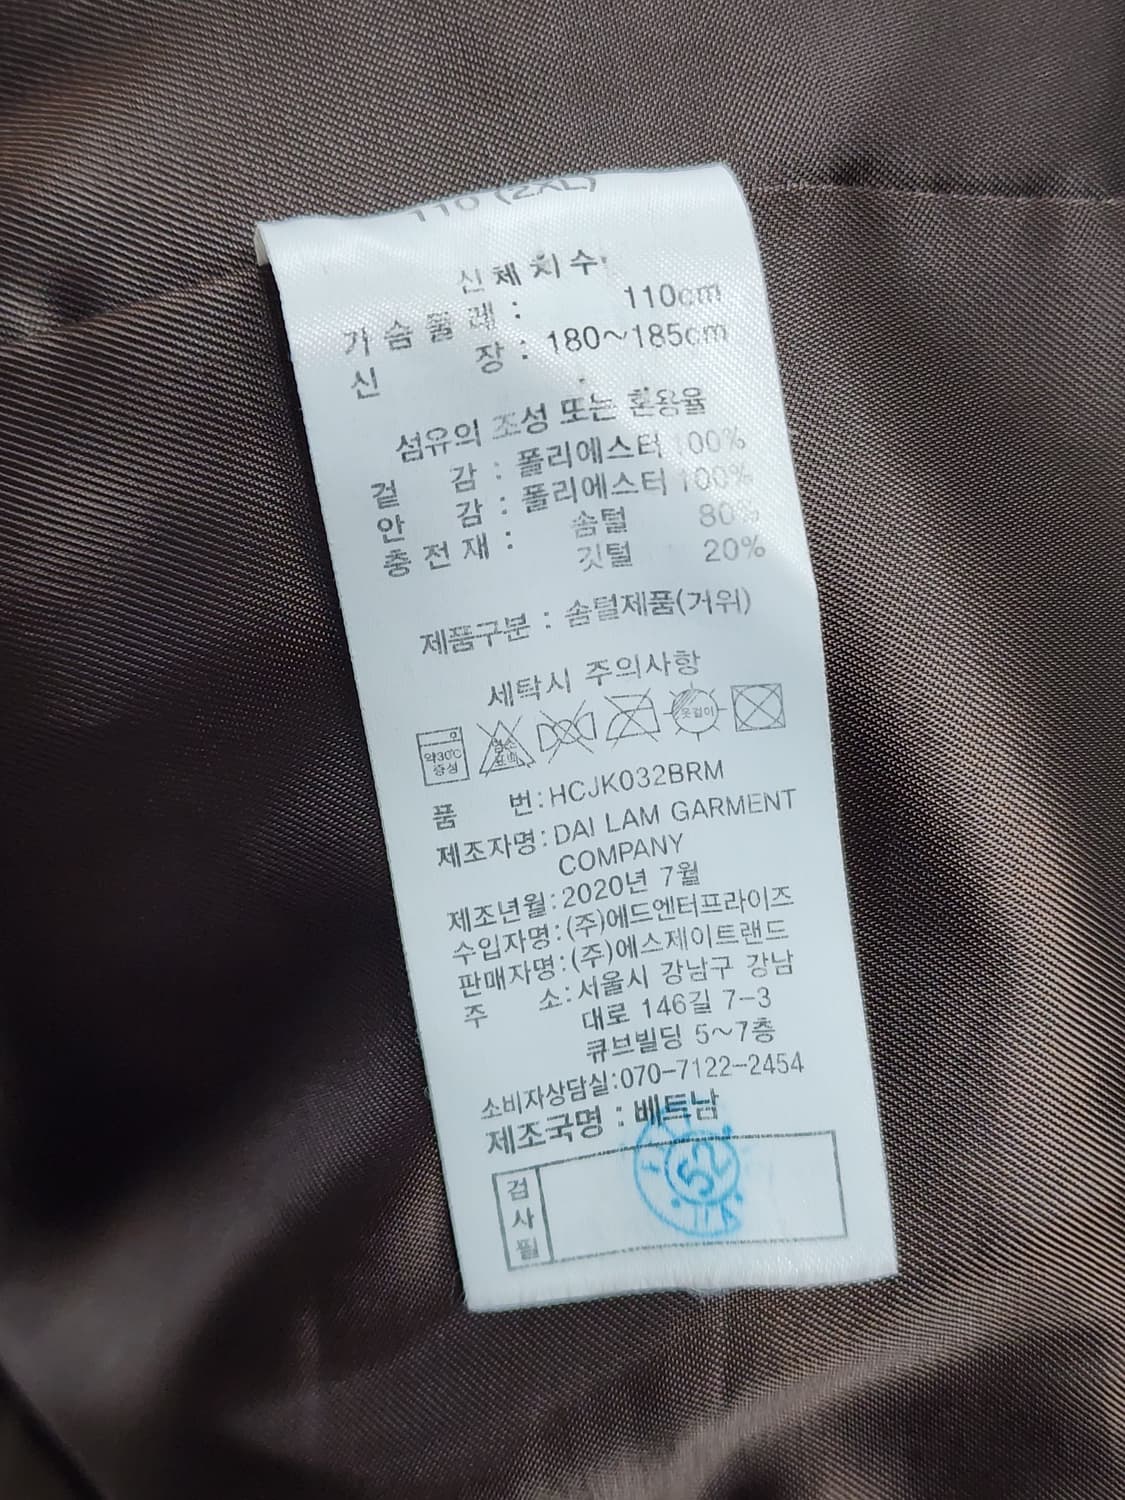 110 (2XL)
신체치수
가슴둘레 : 110cm
신 장 : 180~185cm
섬유의 조성 또는 혼용율
겉 감 : 폴리에스터 100%
안 감 : 폴리에스터 100%
충전재 : 솜털 80%
깃털 20%
제품구분 : 솜털제품(거위)
세탁시 주의사항
약30℃ 중성 염소 표백 옷걸이
품 번:HCJK032BRM
제조자명:DAI LAM GARMENT
COMPANY
제조년월:2020년 7월
수입자명:(주)에드엔터프라이즈
판매자명:(주)에스제이트랜드
주 소:서울시 강남구 강남
대로 146길 7-3
큐브빌딩 5~7층
소비자상담실:070-7122-2454
제조국명 : 베트남
검사필
52